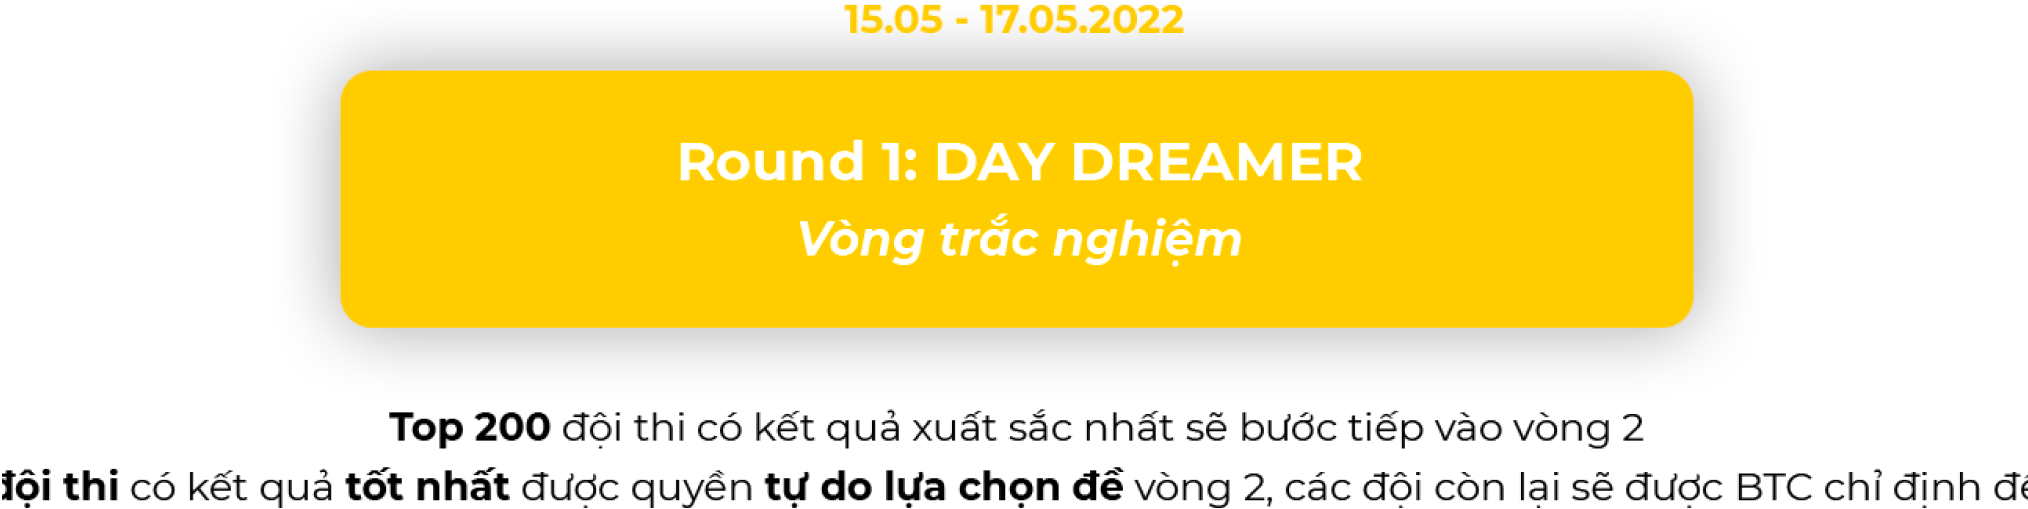 15.05 - 17.05.2022
Round 1: DAY DREAMER
Vòng trắc nghiệm
Top 200 đội thi có kết quả xuất sắc nhất sẽ bước tiếp vào vòng 2
đội thi có kết quả tốt nhất được quyền tự do lựa chọn đề vòng 2, các đội còn lại sẽ được BTC chỉ định đề